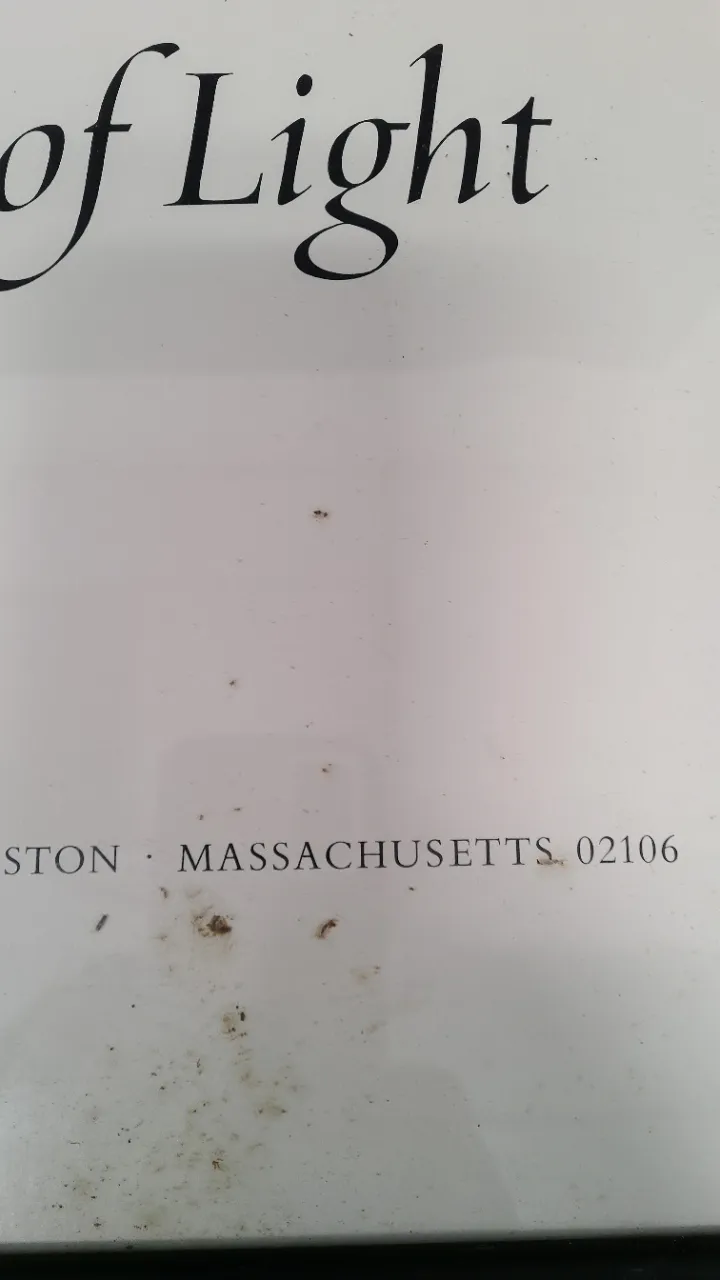 of Light
STON · MASSACHUSETTS 02106